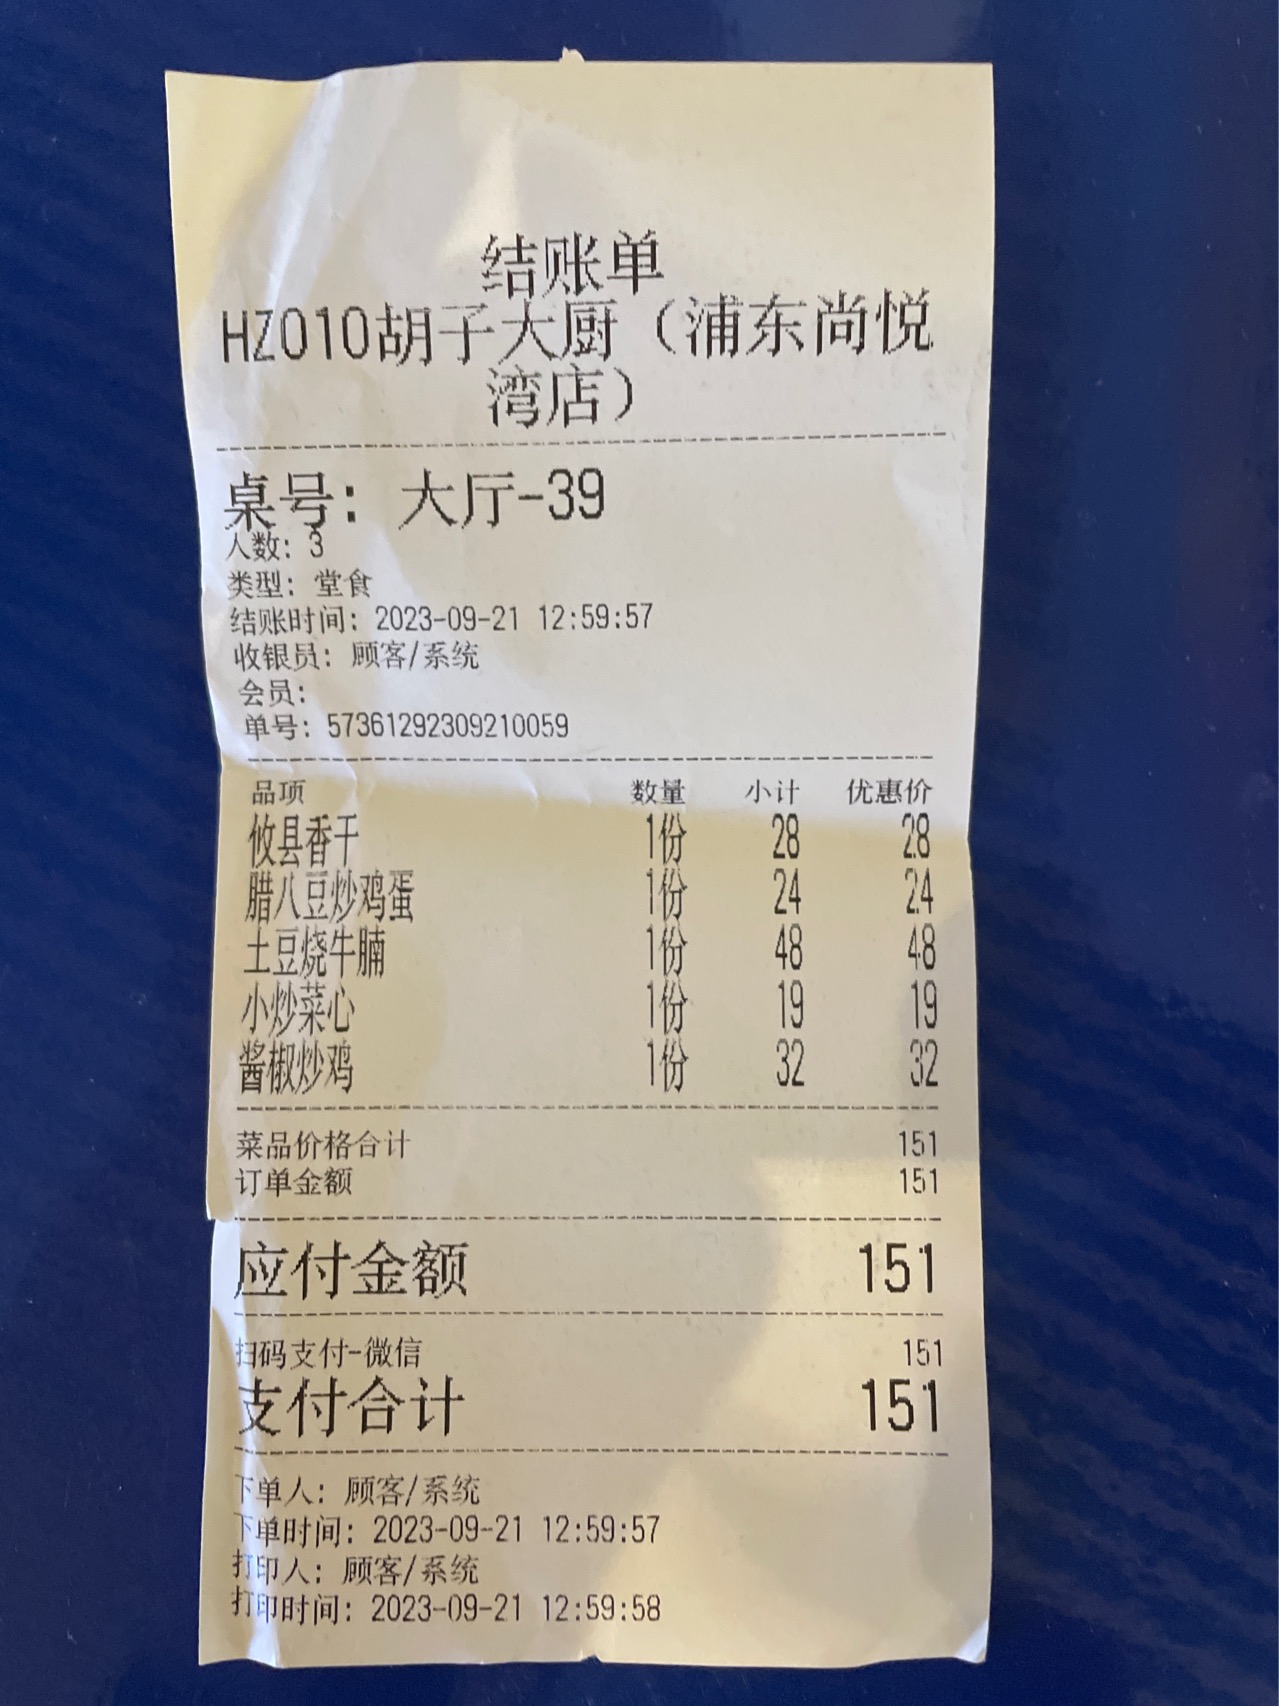 结账单
HZ010胡子大厨（浦东尚悦
湾店）
桌号：大厅-39
人数：3
类型：堂食
结账时间：2023-09-21 12:59:57
收银员：顾客/系统
会员：
单号：57361292309210059
品项 数量 小计 优惠价
攸县香干 1份 28 28
腊八豆炒鸡蛋 1份 24 24
土豆烧牛腩 1份 48 48
小炒菜心 1份 19 19
酱椒炒鸡 1份 32 32
菜品价格合计 151
订单金额 151
应付金额 151
扫码支付-微信 151
支付合计 151
下单人：顾客/系统
下单时间：2023-09-21 12:59:57
打印人：顾客/系统
打印时间：2023-09-21 12:59:58